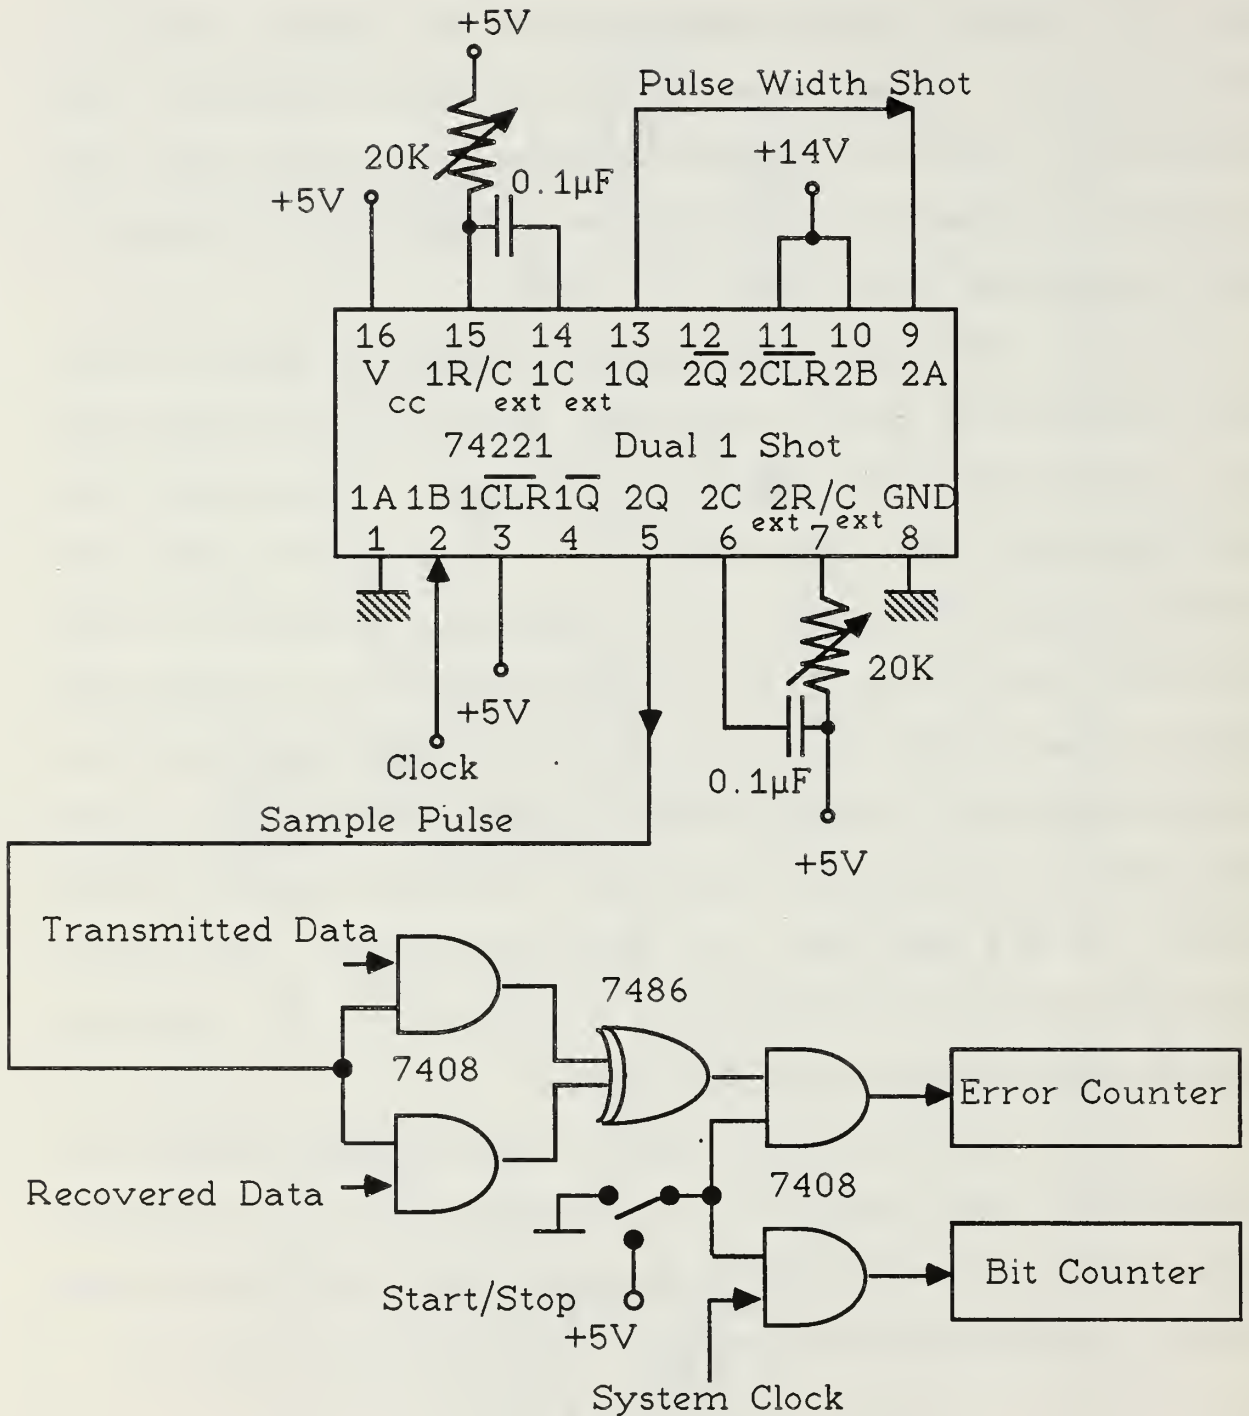 +5V
Pulse Width Shot
+14V
20K
0.1µF
+5V
16 15 14 13 12 11 10 9
Vcc 1R/Cext 1Cext 1Q 2Q̅ 2C̅L̅R̅ 2B 2A
74221 Dual 1 Shot
1A 1B 1C̅L̅R̅ 1Q̅ 2Q 2Cext 2R/Cext GND
1 2 3 4 5 6 7 8
20K
+5V
Clock
0.1µF
Sample Pulse
+5V
Transmitted Data
7486
7408
Error Counter
Recovered Data
7408
Bit Counter
Start/Stop
+5V
System Clock